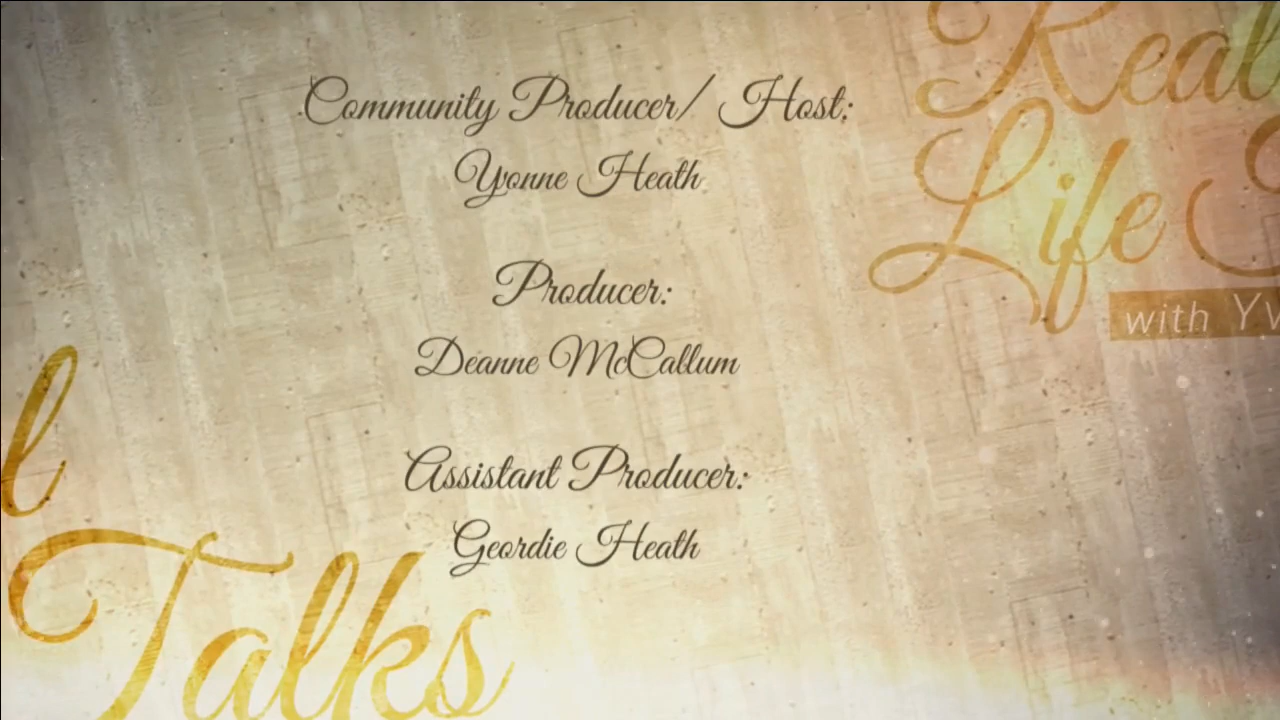 Community Producer/ Host:
Yvonne Heath
Producer:
Deanne McCallum
Assistant Producer:
Geordie Heath
Real
Life
with Yv
l
Talks